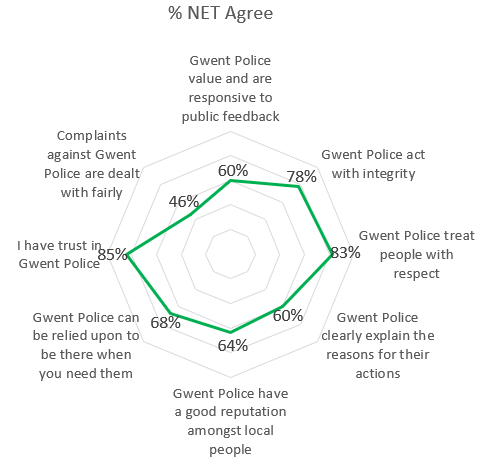 % NET Agree
Gwent Police
value and are
responsive to
public feedback
60%
Gwent Police act
with integrity
78%
Gwent Police treat
people with
respect
83%
Gwent Police
clearly explain the
reasons for their
actions
60%
Gwent Police have
a good reputation
amongst local
people
64%
Gwent Police can
be relied upon to
be there when
you need them
68%
I have trust in
Gwent Police
85%
Complaints
against Gwent
Police are dealt
with fairly
46%